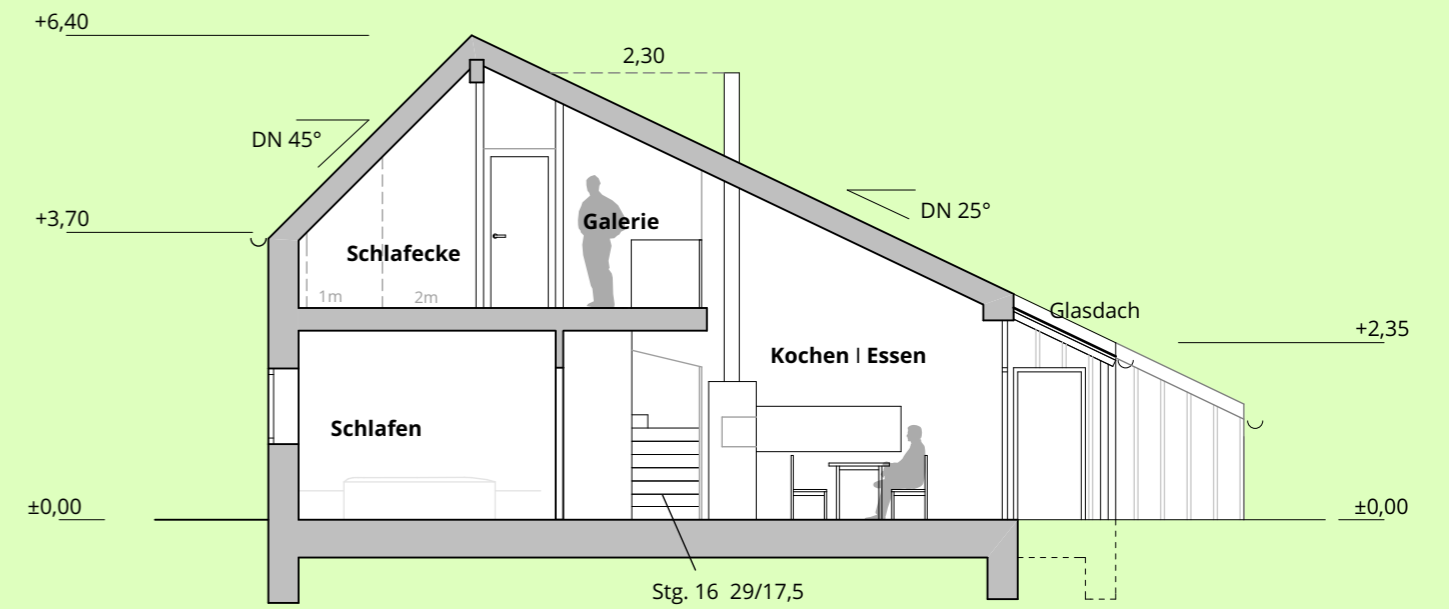 +6,40
2,30
DN 45°
DN 25°
+3,70
Galerie
Schlafecke
1m 2m
Glasdach
+2,35
Kochen I Essen
Schlafen
±0,00
±0,00
Stg. 16 29/17,5